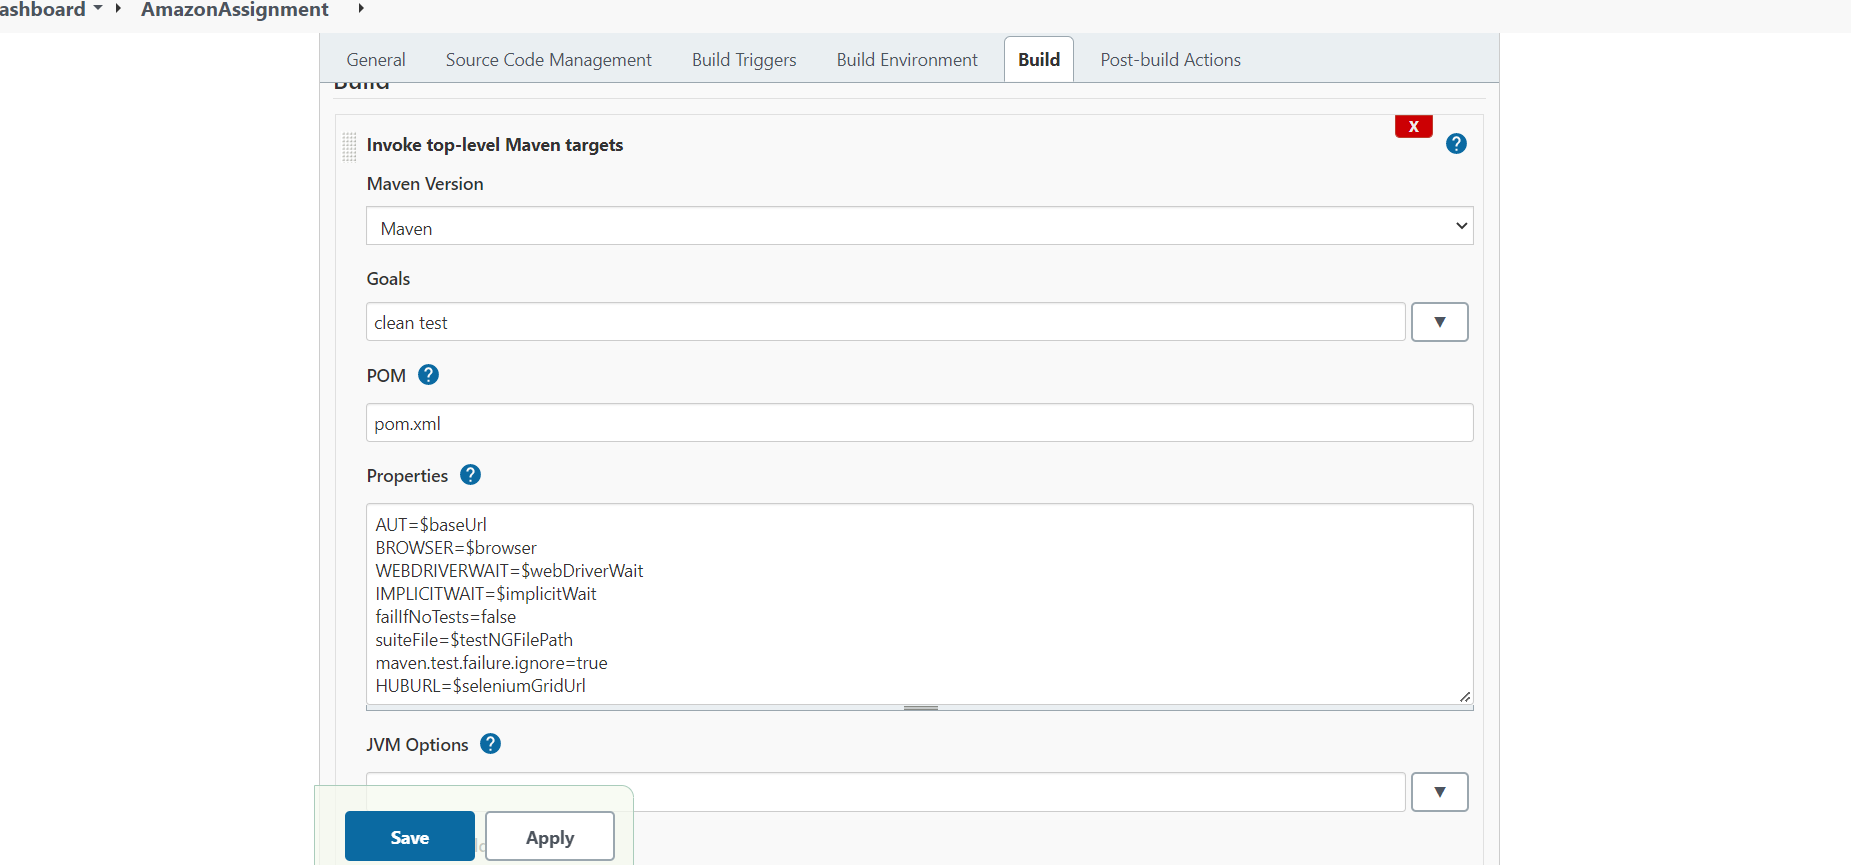 ashboard AmazonAssignment
General Source Code Management Build Triggers Build Environment Build Post-build Actions
Build
Invoke top-level Maven targets
X
?
Maven Version
Maven
Goals
clean test
▼
POM ?
pom.xml
Properties ?
AUT=$baseUrl
BROWSER=$browser
WEBDRIVERWAIT=$webDriverWait
IMPLICITWAIT=$implicitWait
failIfNoTests=false
suiteFile=$testNGFilePath
maven.test.failure.ignore=true
HUBURL=$seleniumGridUrl
JVM Options ?
▼
Save Apply